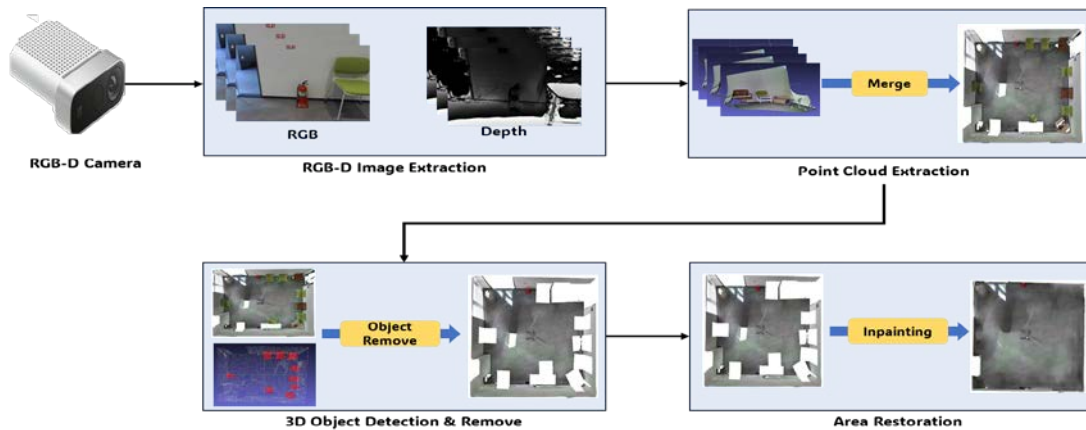 RGB
Depth
Merge
RGB-D Camera
RGB-D Image Extraction
Point Cloud Extraction
Object
Remove
Inpainting
3D Object Detection & Remove
Area Restoration